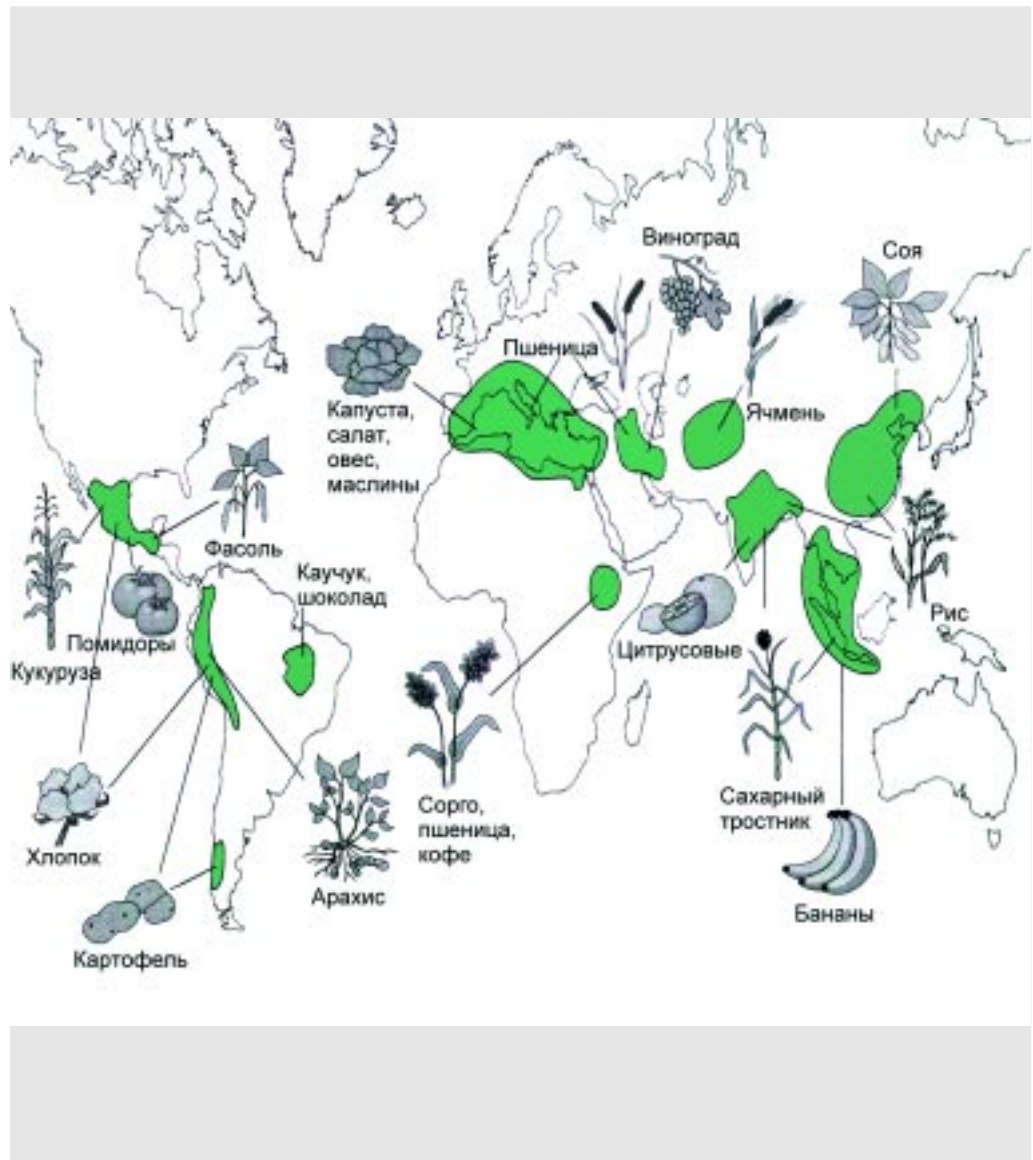 Виноград
Соя
Пшеница
Капуста,
салат,
овес,
маслины
Ячмень
Фасоль
Каучук,
шоколад
Помидоры
Кукуруза
Цитрусовые
Рис
Сорго,
пшеница,
кофе
Сахарный
тростник
Хлопок
Арахис
Бананы
Картофель